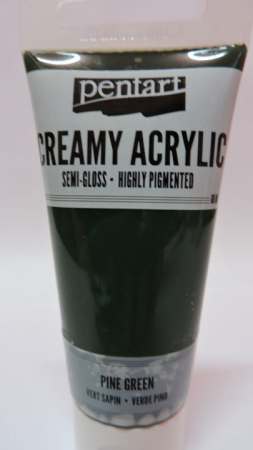 pentart
CREAMY ACRYLIC
SEMI-GLOSS • HIGHLY PIGMENTED
PINE GREEN
VERT SAPIN • VERDE PINO